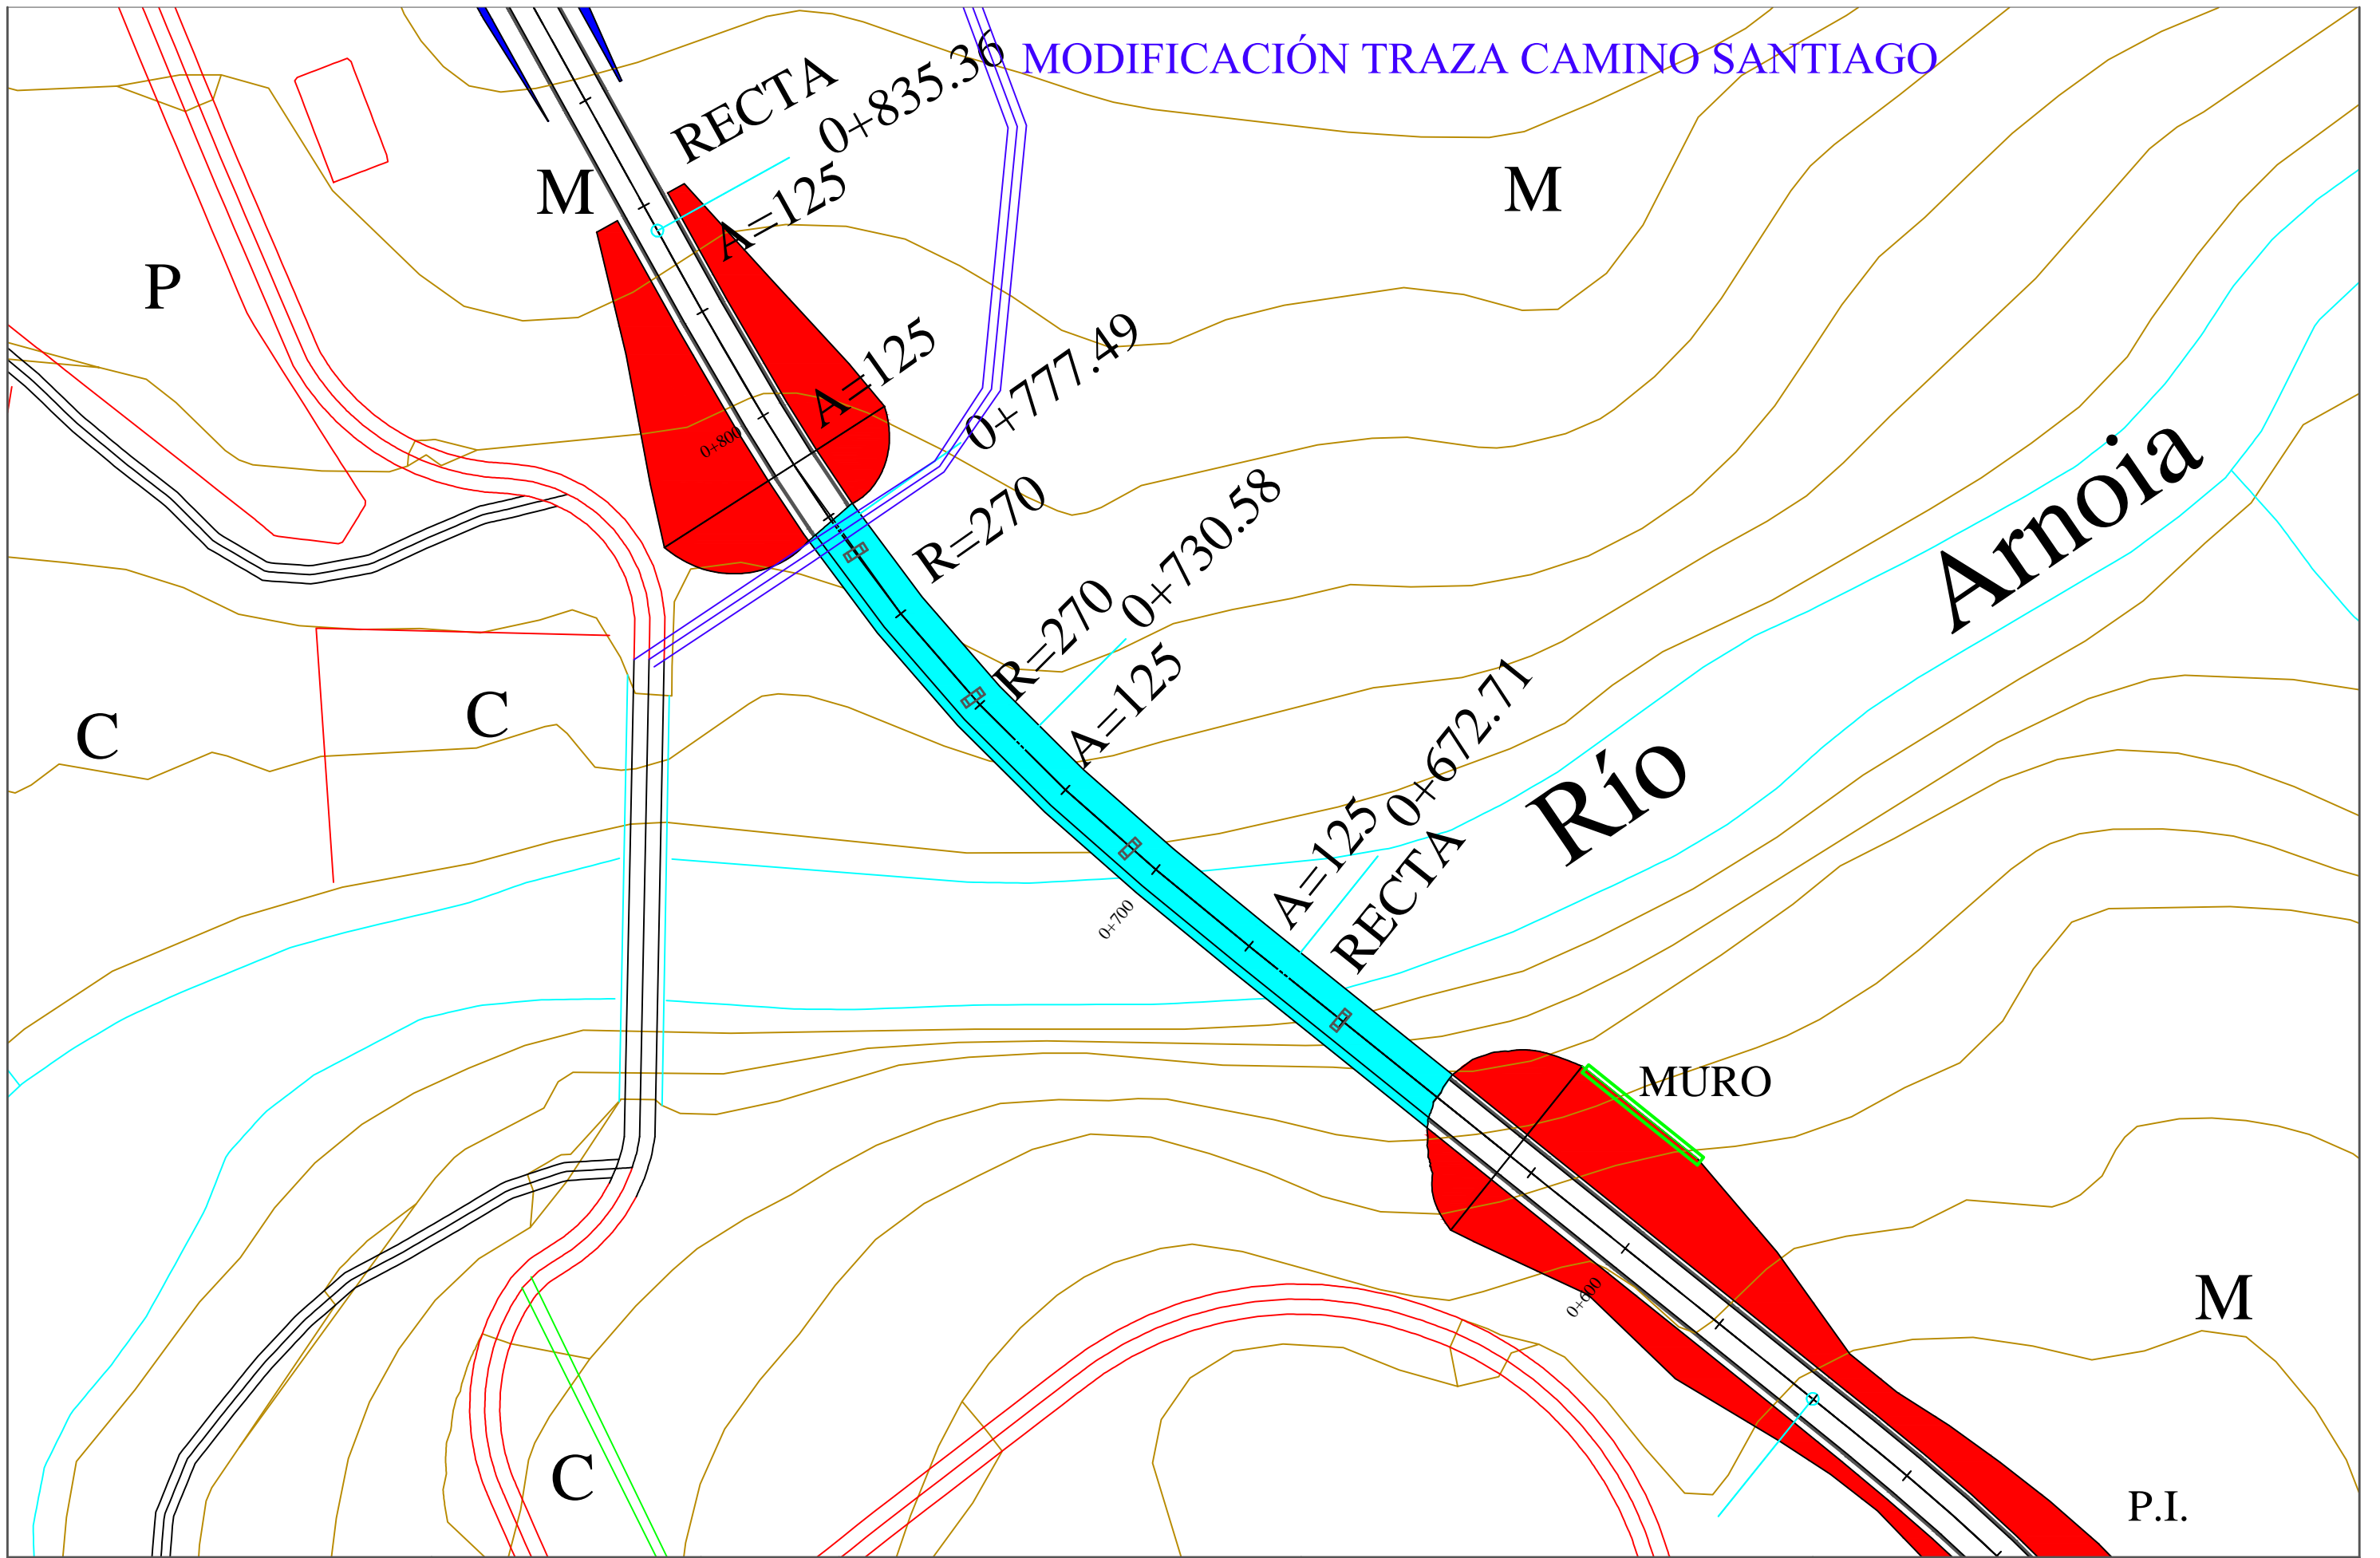 MODIFICACIÓN TRAZA CAMINO SANTIAGO
RECTA
0+835.36
A=125
M
M
P
A=125
0+777.49
0+800
R=270
R=270
0+730.58
A=125
Río Arnoia
C
C
A=125
0+672.71
RECTA
0+700
MURO
0+600
M
C
P.I.